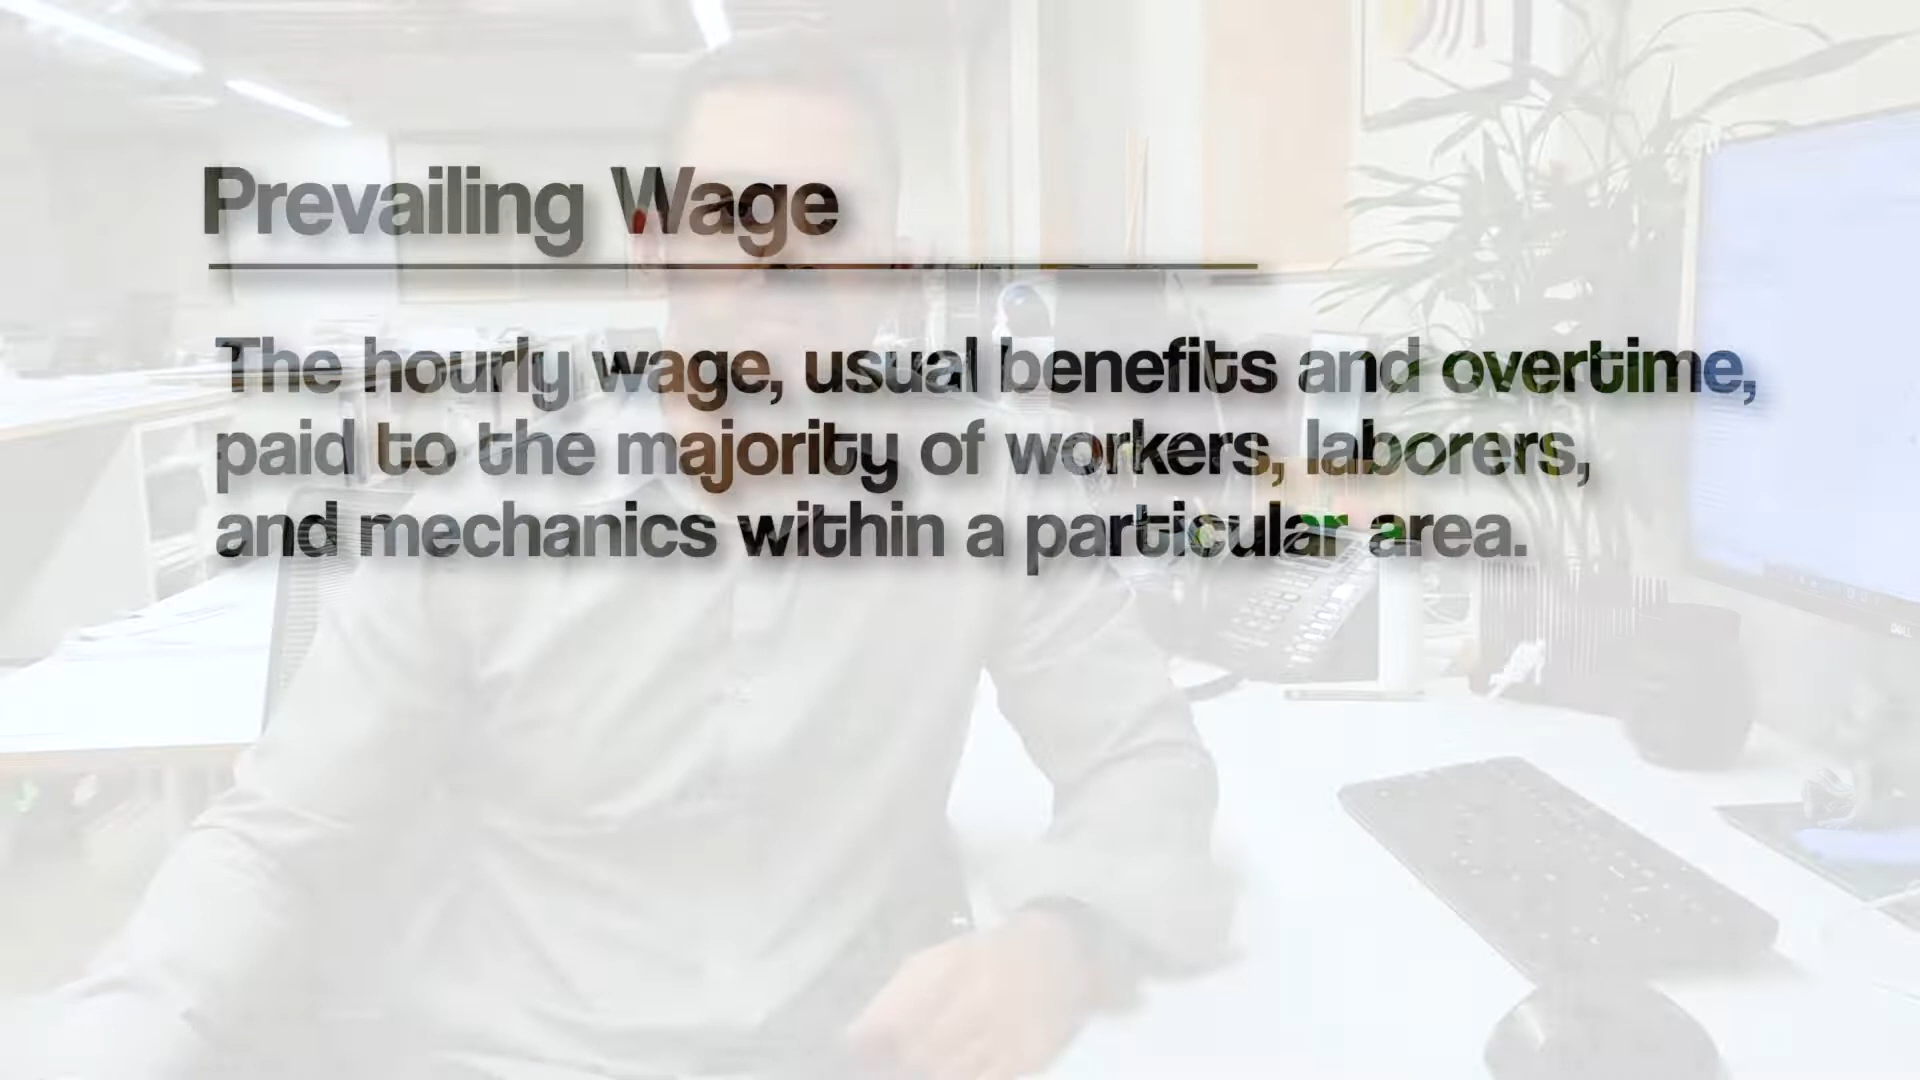 Prevailing Wage
The hourly wage, usual benefits and overtime,
paid to the majority of workers, laborers,
and mechanics within a particular area.
DELL